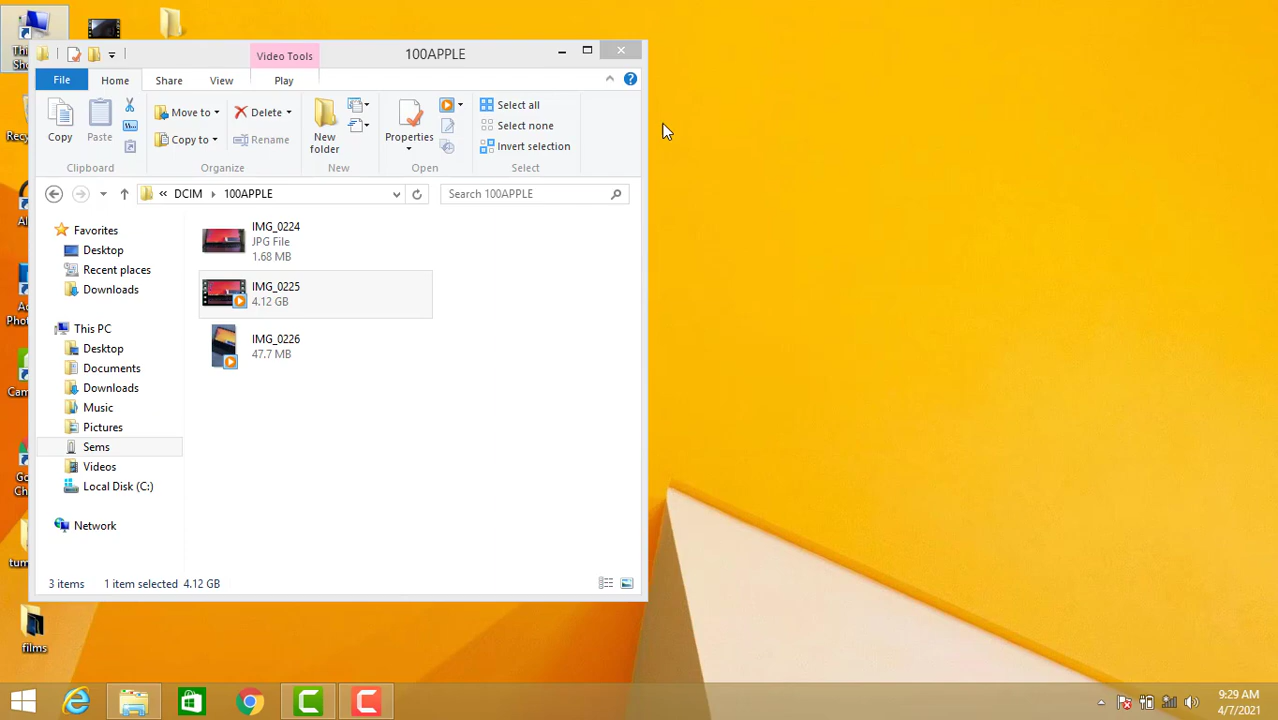 Video Tools
100APPLE
File
Home
Share
View
Play
Copy
Paste
Move to
Copy to
Delete
Rename
New folder
Properties
Select all
Select none
Invert selection
Clipboard
Organize
New
Open
Select
« DCIM 100APPLE
Search 100APPLE
Favorites
Desktop
Recent places
Downloads
This PC
Desktop
Documents
Downloads
Music
Pictures
Sems
Videos
Local Disk (C:)
Network
IMG_0224
JPG File
1.68 MB
IMG_0225
4.12 GB
IMG_0226
47.7 MB
3 items 1 item selected 4.12 GB
films
9:29 AM
4/7/2021